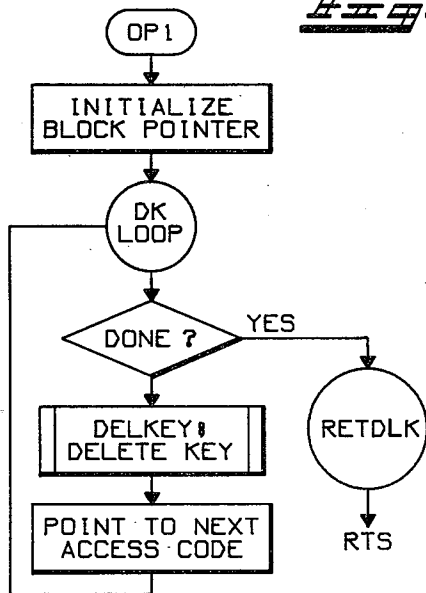 OP1
INITIALIZE
BLOCK POINTER
DK
LOOP
DONE ?
YES
DELKEY:
DELETE KEY
RETDLK
POINT TO NEXT
ACCESS CODE
RTS